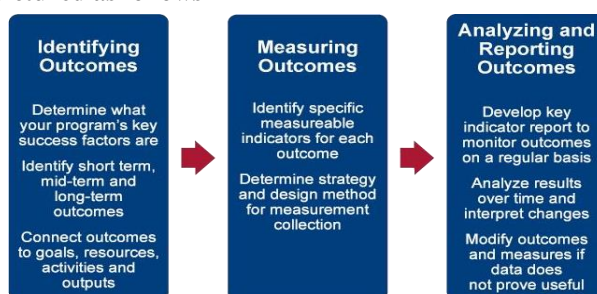 Identifying
Outcomes
Determine what
your program's key
success factors are
Identify short term,
mid-term and
long-term
outcomes
Connect outcomes
to goals, resources,
activities and
outputs
Measuring
Outcomes
Identify specific
measureable
indicators for each
outcome
Determine strategy
and design method
for measurement
collection
Analyzing and
Reporting
Outcomes
Develop key
indicator report to
monitor outcomes
on a regular basis
Analyze results
over time and
interpret changes
Modify outcomes
and measures if
data does
not prove useful